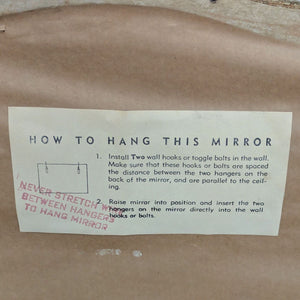 HOW TO HANG THIS MIRROR
1. Install Two wall hooks or toggle bolts in the wall.
Make sure that these hooks or bolts are spaced
the distance between the two hangers on the
back of the mirror, and are parallel to the ceil-
ing.
NEVER STRETCH WIRE
BETWEEN HANGERS
TO HANG MIRROR
2. Raise mirror into position and insert the two
hangers on the mirror directly into the wall
hooks or bolts.